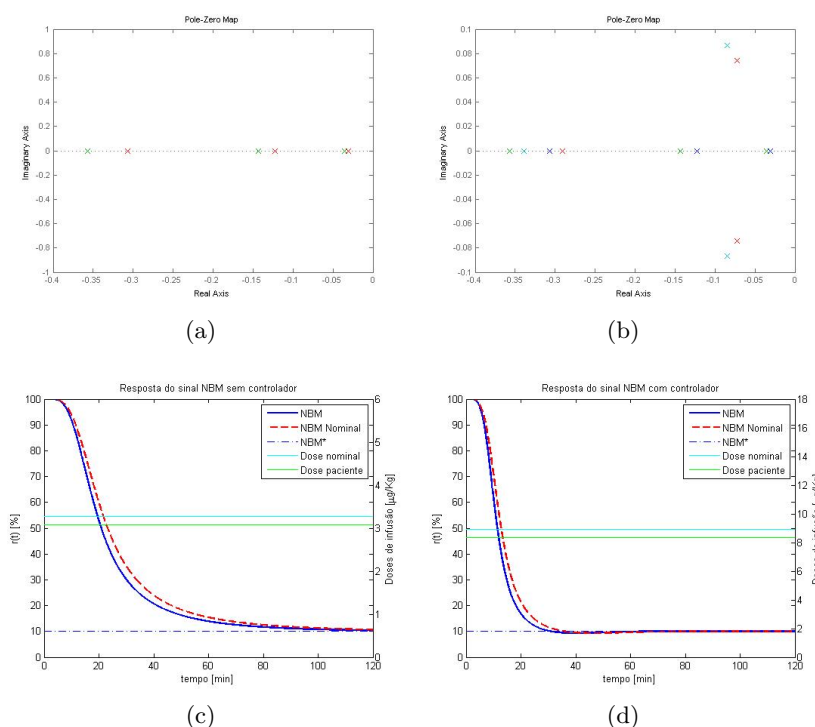 Pole-Zero Map
Imaginary Axis
1
0.8
0.6
0.4
0.2
0
-0.2
-0.4
-0.6
-0.8
-1
-0.4 -0.35 -0.3 -0.25 -0.2 -0.15 -0.1 -0.05 0
Real Axis
(a)
Pole-Zero Map
Imaginary Axis
0.1
0.08
0.06
0.04
0.02
0
-0.02
-0.04
-0.06
-0.08
-0.1
-0.4 -0.35 -0.3 -0.25 -0.2 -0.15 -0.1 -0.05 0
Real Axis
(b)
Resposta do sinal NBM sem controlador
r(t) [%]
100
90
80
70
60
50
40
30
20
10
0
NBM
NBM Nominal
NBM*
Dose nominal
Dose paciente
6
5
4
3
2
1
0
Doses de infusão [µg/Kg]
0 20 40 60 80 100 120
tempo [min]
(c)
Resposta do sinal NBM com controlador
r(t) [%]
100
90
80
70
60
50
40
30
20
10
0
NBM
NBM Nominal
NBM*
Dose nominal
Dose paciente
18
16
14
12
10
8
6
4
2
0
Doses de infusão
0 20 40 60 80 100 120
tempo [min]
(d)